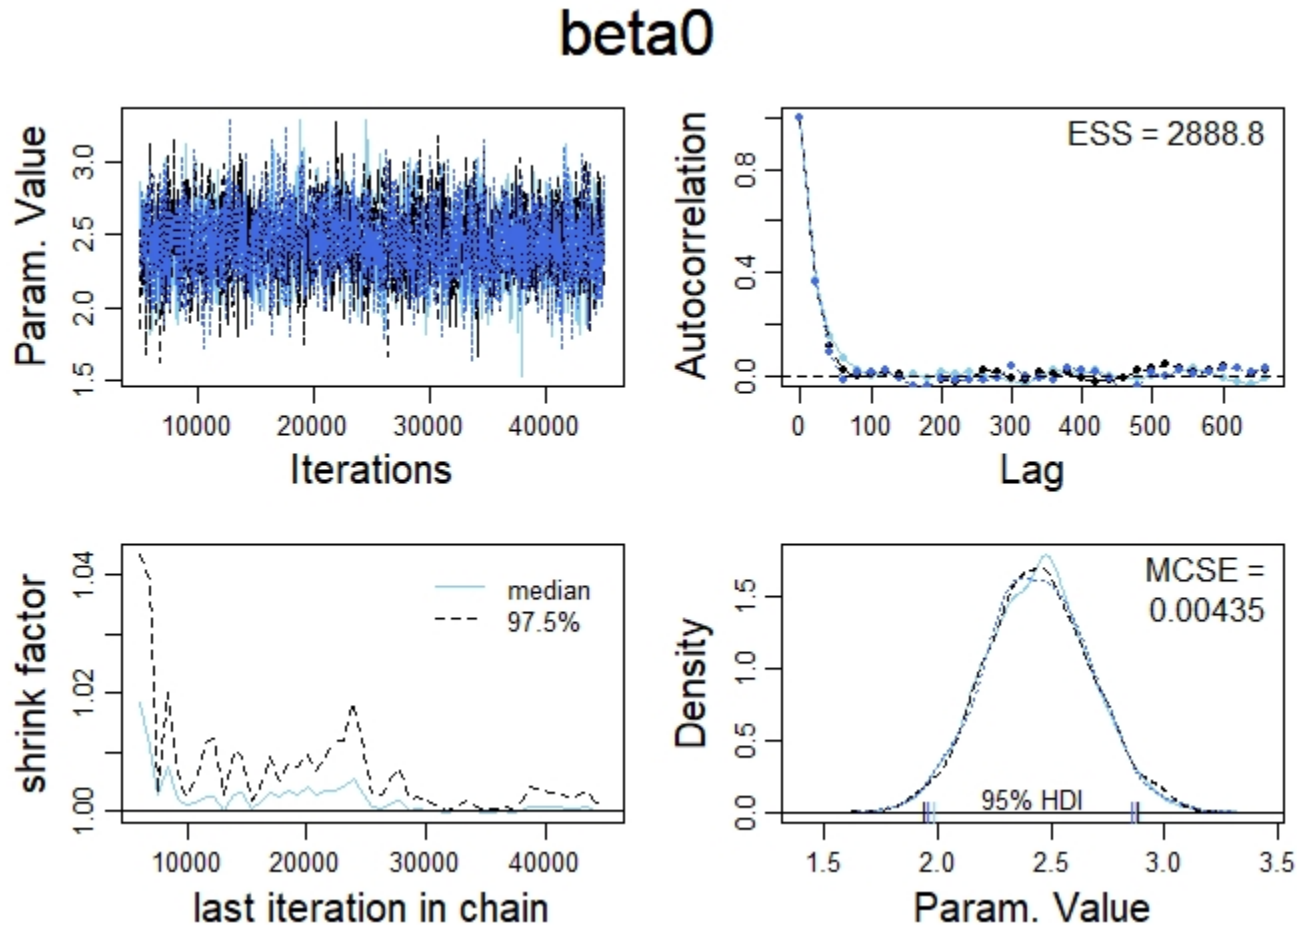 beta0
Param. Value
1.5 2.0 2.5 3.0
10000 20000 30000 40000
Iterations
Autocorrelation
0.0 0.4 0.8
ESS = 2888.8
0 100 200 300 400 500 600
Lag
shrink factor
1.00 1.02 1.04
median
97.5%
10000 20000 30000 40000
last iteration in chain
Density
0.0 0.5 1.0 1.5
MCSE =
0.00435
95% HDI
1.5 2.0 2.5 3.0 3.5
Param. Value